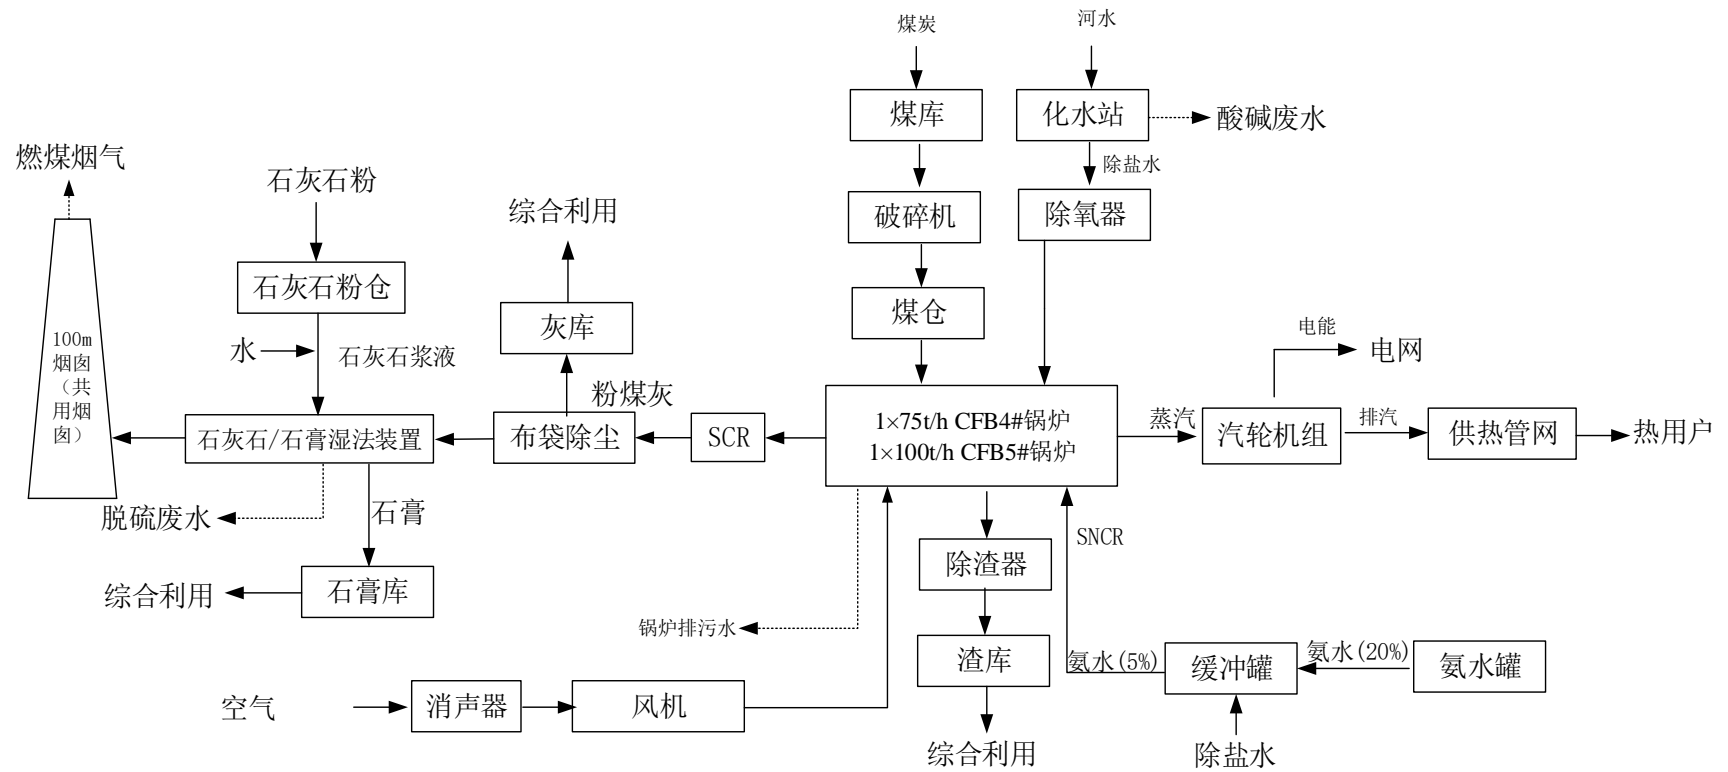 煤炭
河水
煤库
化水站
酸碱废水
燃煤烟气
石灰石粉
综合利用
除盐水
破碎机
除氧器
石灰石粉仓
灰库
煤仓
100m
烟囱
（共
用烟
囱）
水
石灰石浆液
粉煤灰
电能
电网
石灰石/石膏湿法装置
布袋除尘
SCR
1×75t/h CFB4#锅炉
1×100t/h CFB5#锅炉
蒸汽
汽轮机组
排汽
供热管网
热用户
脱硫废水
石膏
SNCR
除渣器
综合利用
石膏库
锅炉排污水
渣库
氨水(5%)
缓冲罐
氨水(20%)
氨水罐
空气
消声器
风机
综合利用
除盐水